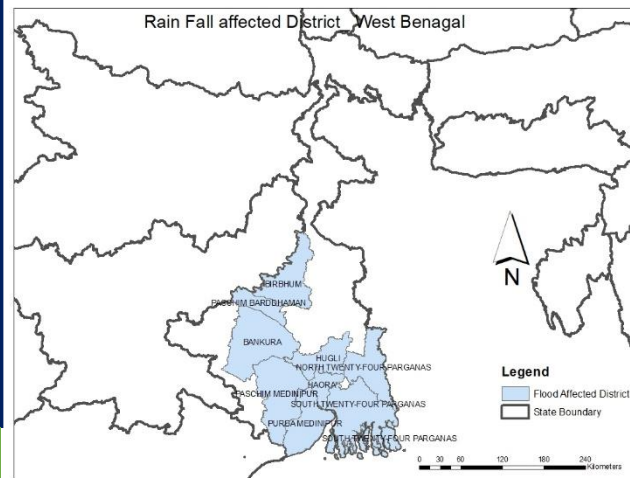 Rain Fall affected District West Benagal
BIRBHUM
PASCHIM BARDDHAMAN
BANKURA
HUGLI
NORTH TWENTY-FOUR PARGANAS
HAORA
PASCHIM MEDINIPUR
SOUTH TWENTY-FOUR PARGANAS
PURBA MEDINIPUR
SOUTH TWENTY-FOUR PARGANAS
N
Legend
Flood Affected District
State Boundary
0 30 60 120 180 240
Kilometers